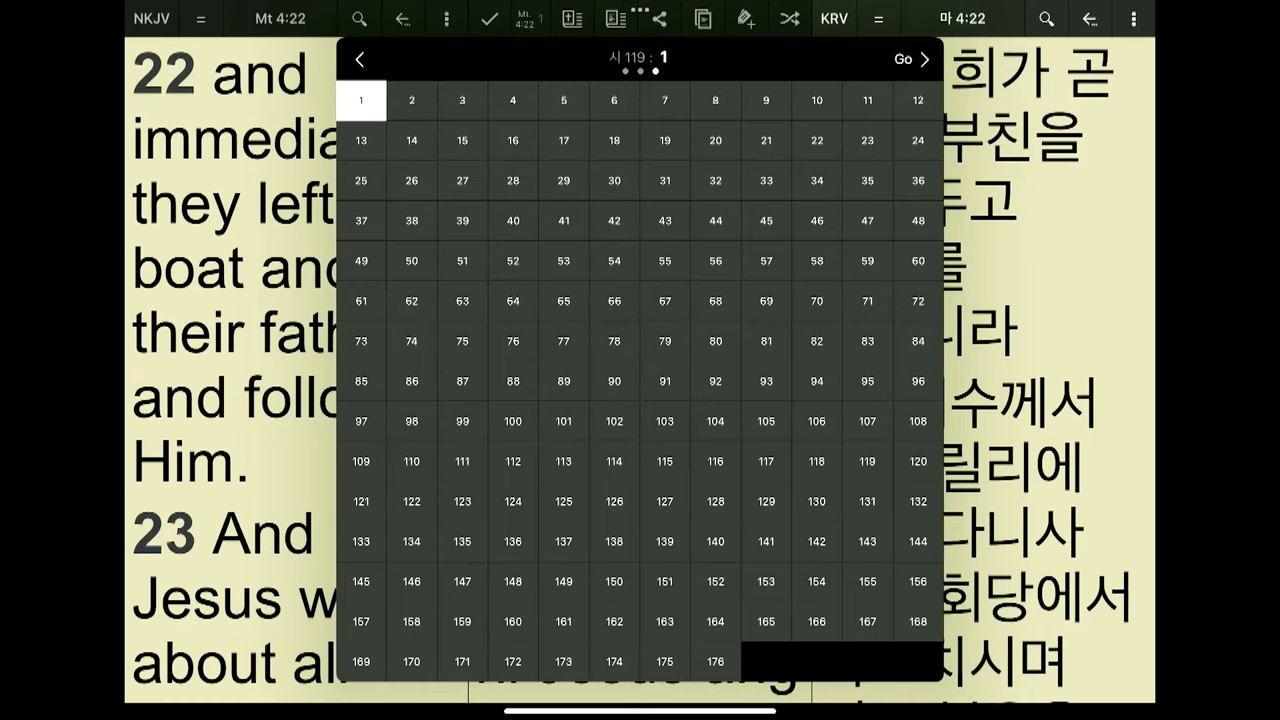 NKJV = Mt 4:22 Mt. 4:22 1 KRV = 마 4:22
시 119 : 1 Go
1 2 3 4 5 6 7 8 9 10 11 12
13 14 15 16 17 18 19 20 21 22 23 24
25 26 27 28 29 30 31 32 33 34 35 36
37 38 39 40 41 42 43 44 45 46 47 48
49 50 51 52 53 54 55 56 57 58 59 60
61 62 63 64 65 66 67 68 69 70 71 72
73 74 75 76 77 78 79 80 81 82 83 84
85 86 87 88 89 90 91 92 93 94 95 96
97 98 99 100 101 102 103 104 105 106 107 108
109 110 111 112 113 114 115 116 117 118 119 120
121 122 123 124 125 126 127 128 129 130 131 132
133 134 135 136 137 138 139 140 141 142 143 144
145 146 147 148 149 150 151 152 153 154 155 156
157 158 159 160 161 162 163 164 165 166 167 168
169 170 171 172 173 174 175 176
22 and
immedia
they left
boat and
their fath
and follo
Him.
23 And
Jesus w
about al
희가 곧
부친을
두고
를
니라
수께서
릴리에
다니사
회당에서
치시며